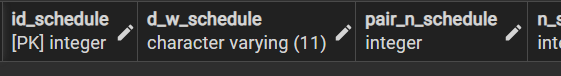 id_schedule
[PK] integer
d_w_schedule
character varying (11)
pair_n_schedule
integer